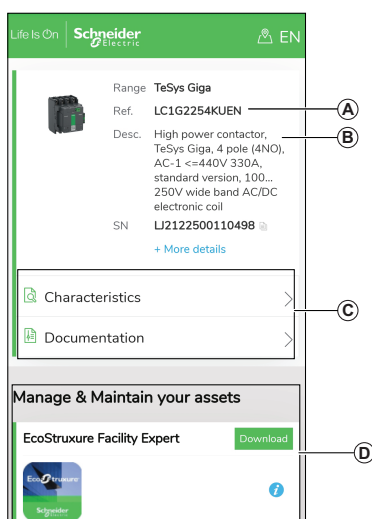 Life Is On | Schneider Electric EN
Range TeSys Giga
Ref. LC1G2254KUEN A
Desc. High power contactor, B
TeSys Giga, 4 pole (4NO),
AC-1 <=440V 330A,
standard version, 100...
250V wide band AC/DC
electronic coil
SN LJ2122500110498
+ More details
Characteristics
C
Documentation
Manage & Maintain your assets
EcoStruxure Facility Expert Download
D
EcoStruxure
Schneider
Electric